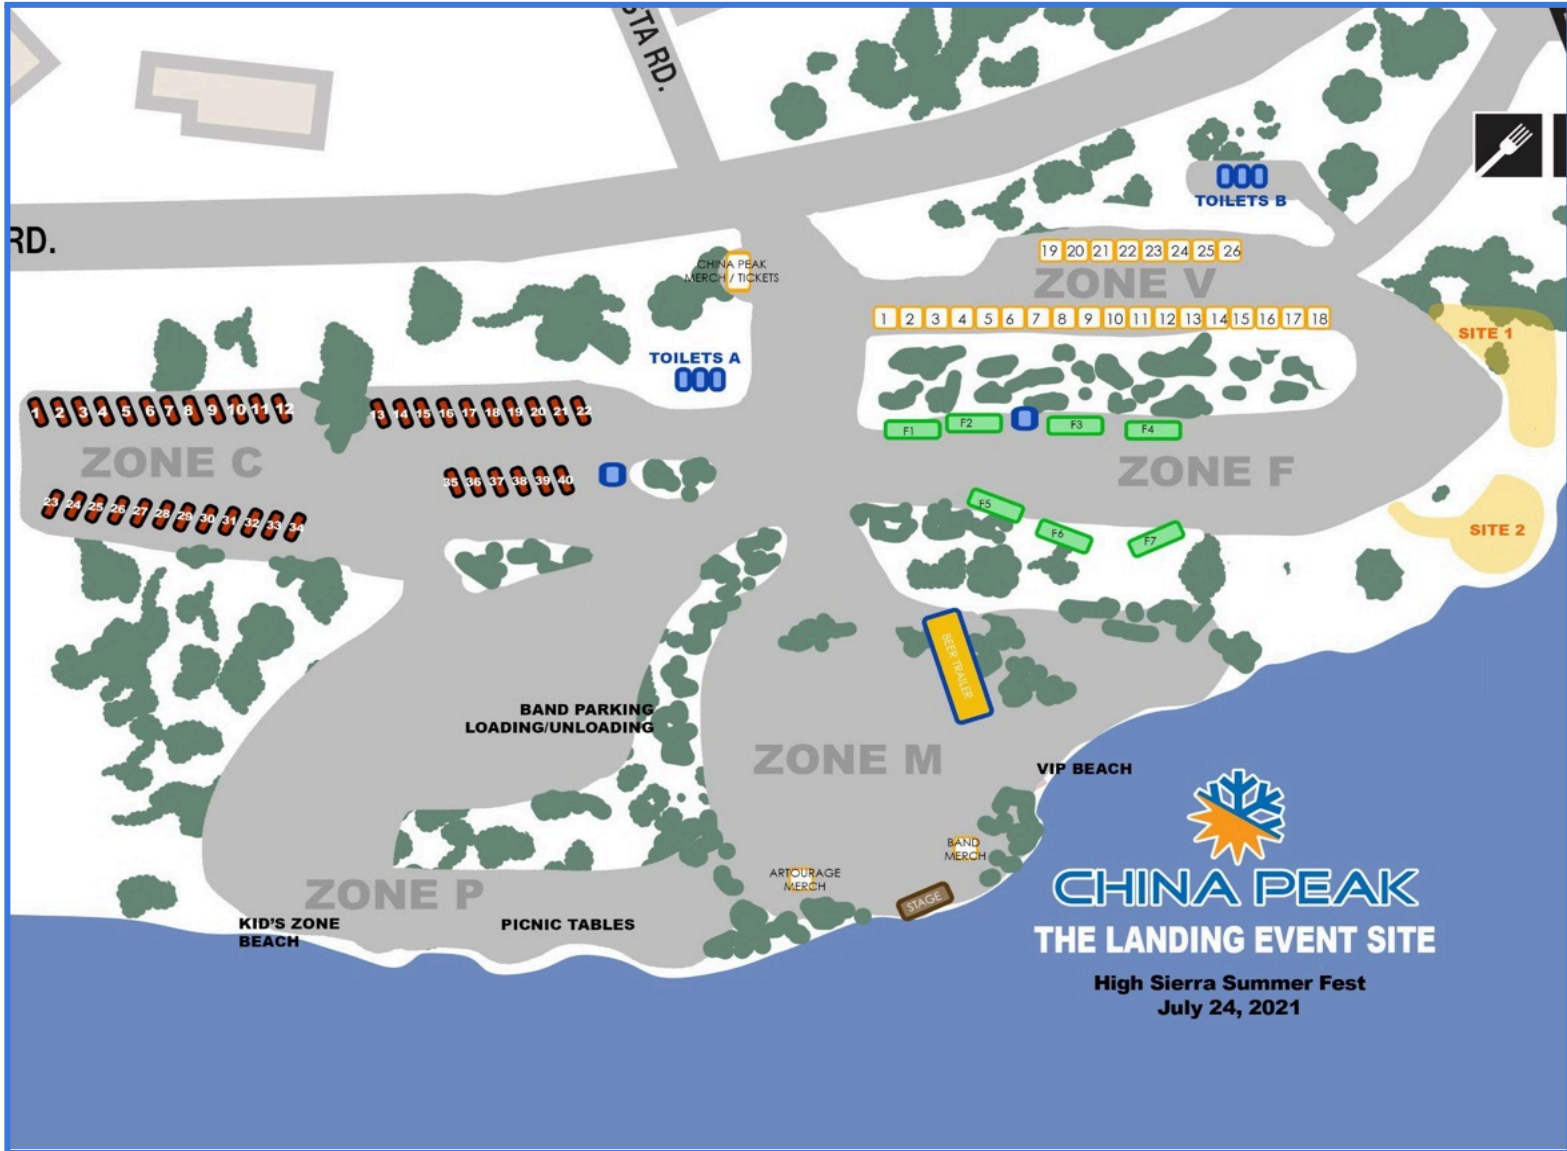 STA RD.
RD.
TOILETS B
19 20 21 22 23 24 25 26
CHINA PEAK
MERCH / TICKETS
ZONE V
1 2 3 4 5 6 7 8 9 10 11 12 13 14 15 16 17 18
SITE 1
TOILETS A
1 2 3 4 5 6 7 8 9 10 11 12
13 14 15 16 17 18 19 20 21 22
F1 F2 F3 F4
ZONE C
ZONE F
35 36 37 38 39 40
23 24 25 26 27 28 29 30 31 32 33 34
F5
F6
F7
SITE 2
BEER TRAILER
BAND PARKING
LOADING/UNLOADING
ZONE M
VIP BEACH
BAND
MERCH
ARTOURAGE
MERCH
STAGE
ZONE P
KID'S ZONE
BEACH
PICNIC TABLES
CHINA PEAK
THE LANDING EVENT SITE
High Sierra Summer Fest
July 24, 2021